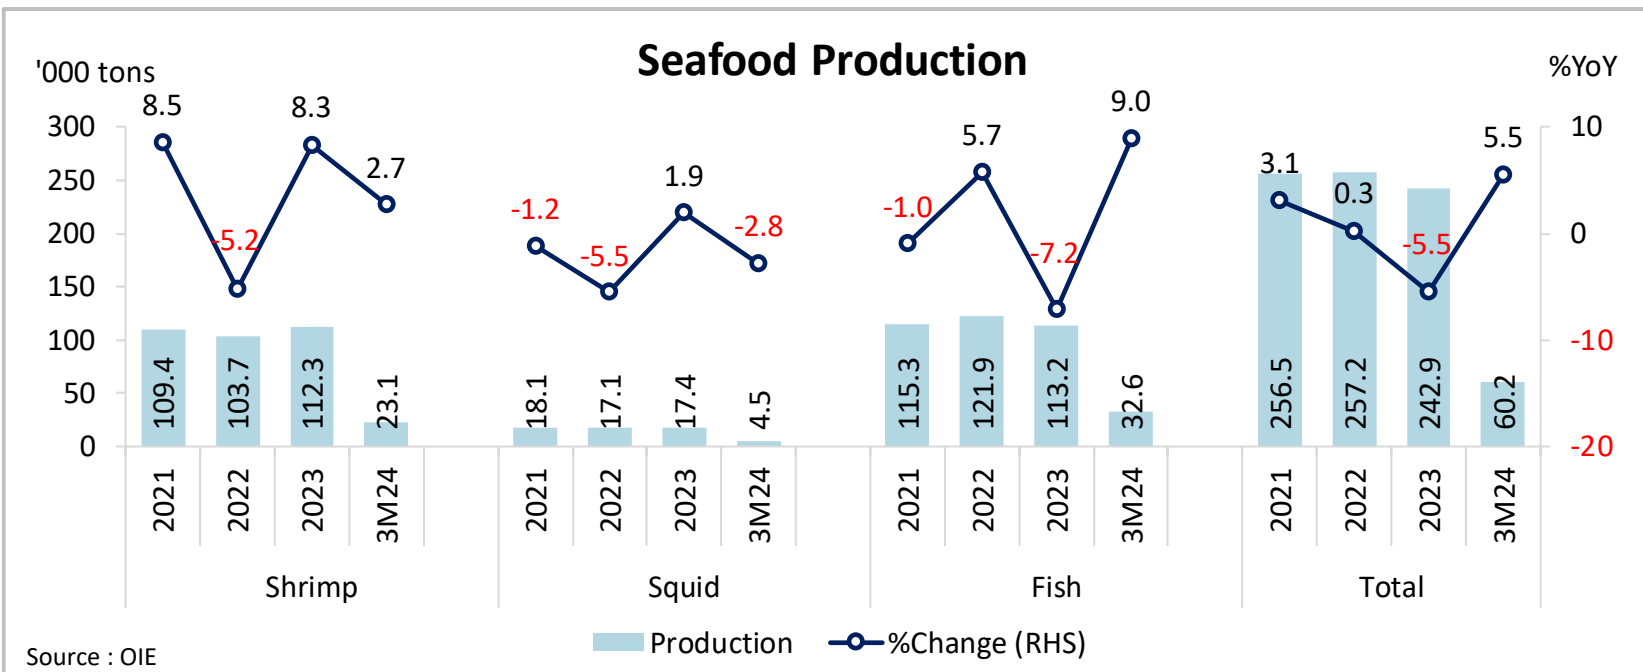 Seafood Production
'000 tons
%YoY
8.5 -5.2 8.3 2.7
-1.2 -5.5 1.9 -2.8
-1.0 5.7 -7.2 9.0
3.1 0.3 -5.5 5.5
300
250
200
150
100
50
0
10
0
-10
-20
109.4 103.7 112.3 23.1
18.1 17.1 17.4 4.5
115.3 121.9 113.2 32.6
256.5 257.2 242.9 60.2
2021 2022 2023 3M24 2021 2022 2023 3M24 2021 2022 2023 3M24 2021 2022 2023 3M24
Shrimp Squid Fish Total
Production %Change (RHS)
Source : OIE